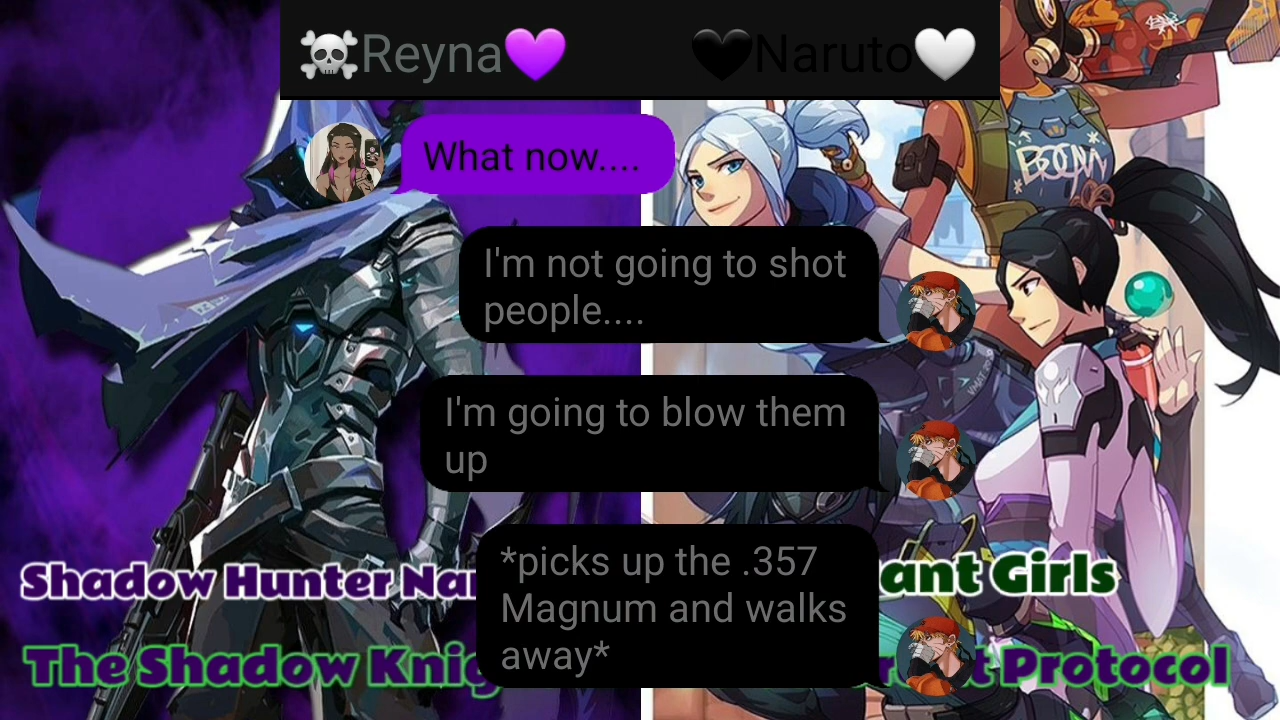 ☠Reyna💜
🖤Naruto🤍
What now....
I'm not going to shot
people....
I'm going to blow them
up
*picks up the .357
Magnum and walks
away*
BOOM
Shadow Hunter Nar
ant Girls
The Shadow Knig
t Protocol